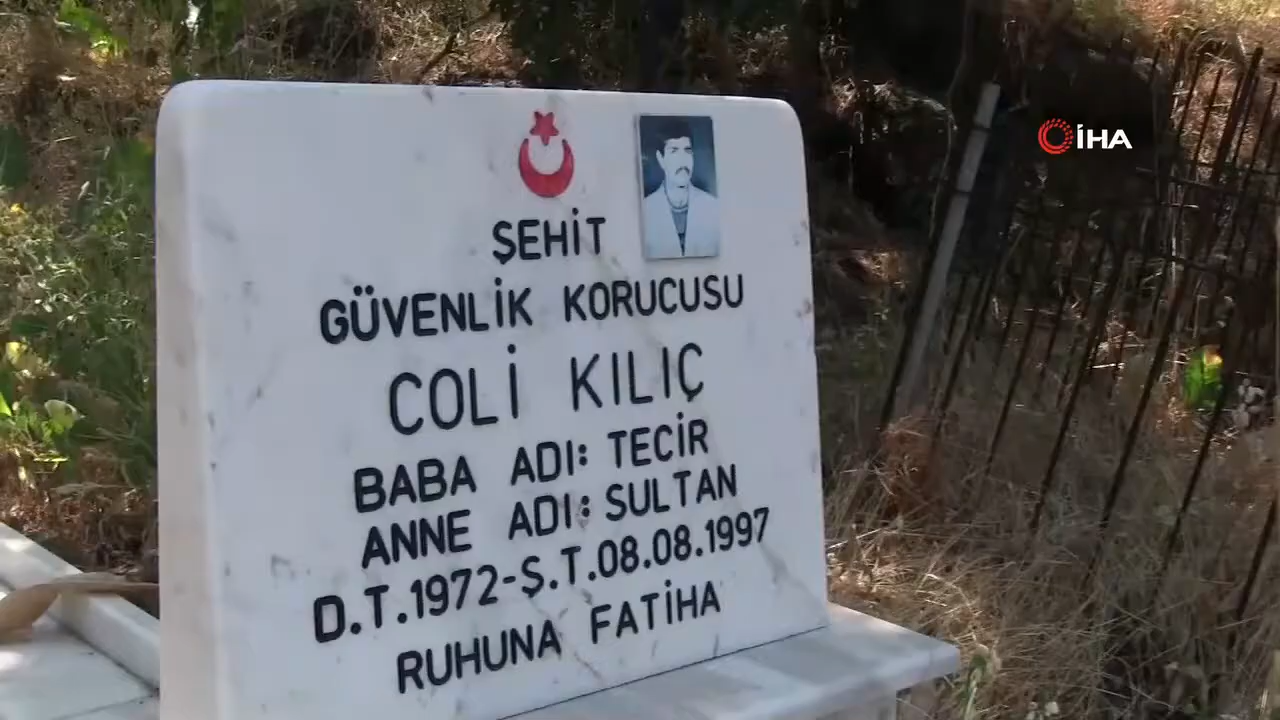 İHA
ŞEHİT
GÜVENLİK KORUCUSU
COLİ KILIÇ
BABA ADI: TECİR
ANNE ADI: SULTAN
D.T.1972-Ş.T.08.08.1997
RUHUNA FATİHA